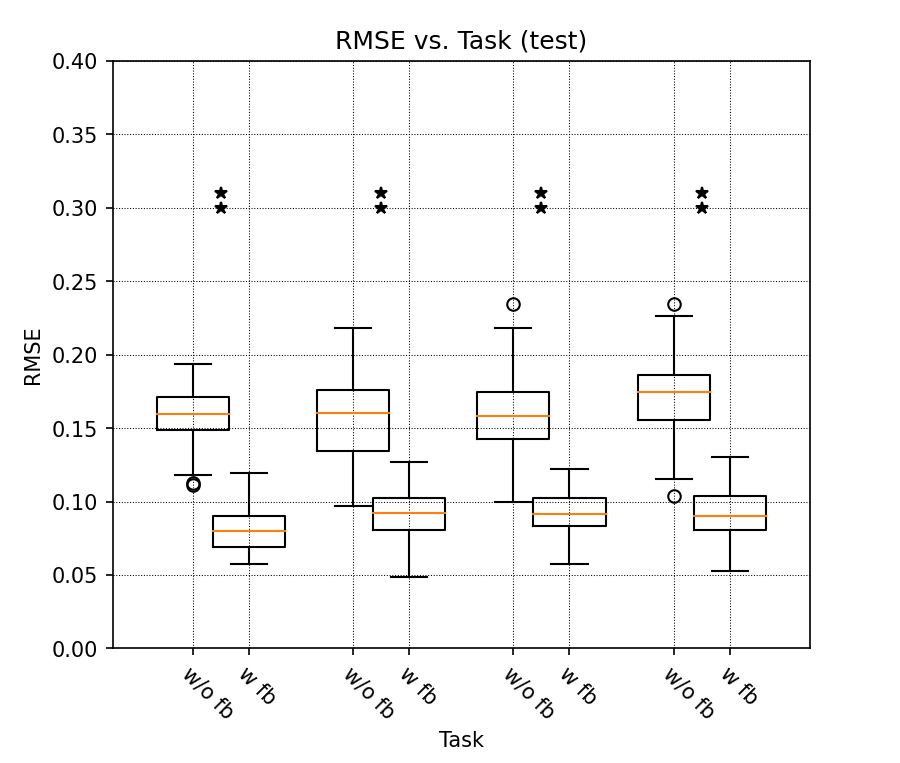 RMSE vs. Task (test)
0.40
0.35
0.30
0.25
0.20
0.15
0.10
0.05
0.00
RMSE
w/o fb
w fb
w/o fb
w fb
w/o fb
w fb
w/o fb
w fb
Task